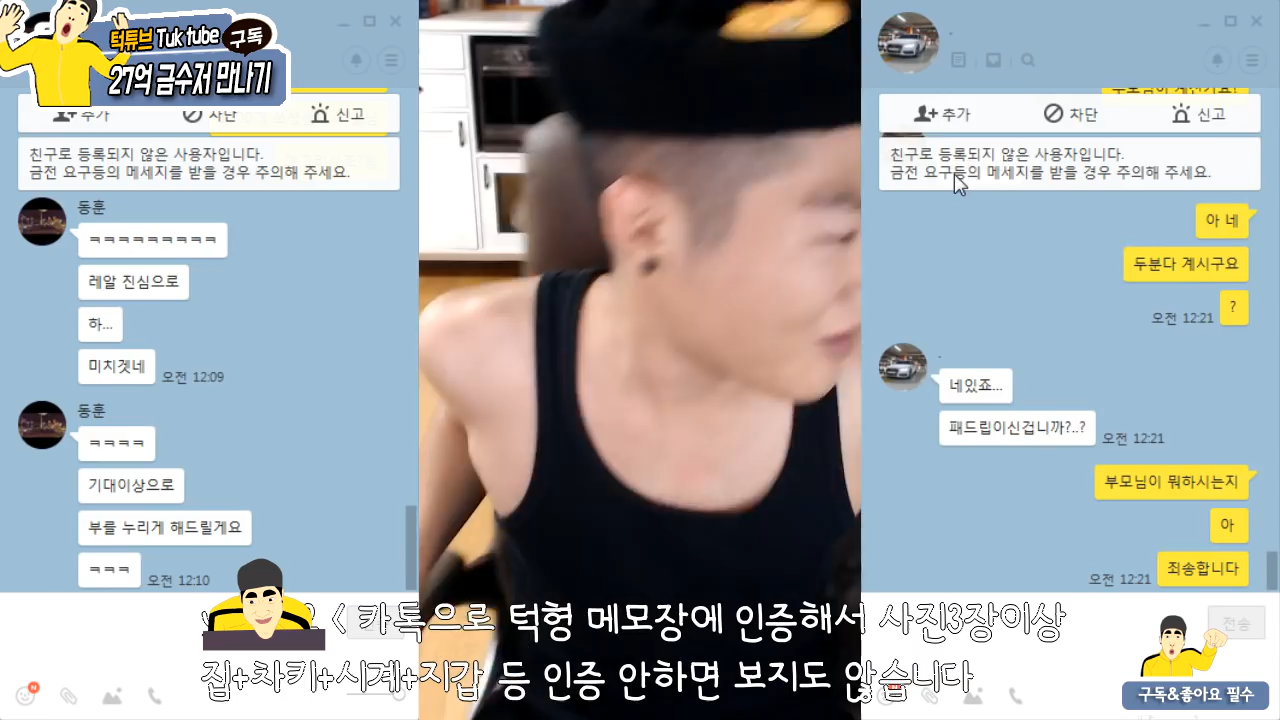 턱튜브 Tuk tube 구독
27억 금수저 만나기
추가 차단 신고
친구로 등록되지 않은 사용자입니다.
금전 요구등의 메세지를 받을 경우 주의해 주세요.
동훈
ㅋㅋㅋㅋㅋㅋㅋㅋㅋ
레알 진심으로
하...
미치겟네
오전 12:09
동훈
ㅋㅋㅋㅋ
기대이상으로
부를 누리게 해드릴게요
ㅋㅋㅋ
오전 12:10
추가 차단 신고
친구로 등록되지 않은 사용자입니다.
금전 요구등의 메세지를 받을 경우 주의해 주세요.
아 네
두분다 계시구요
?
오전 12:21
네있죠...
패드립이신겁니까?..?
오전 12:21
부모님이 뭐하시는지
아
죄송합니다
오전 12:21
< 카톡으로 턱형 메모장에 인증해서 사진3장이상
집+차키+시계+지갑 등 인증 안하면 보지도 않습니다
전송
구독&좋아요 필수